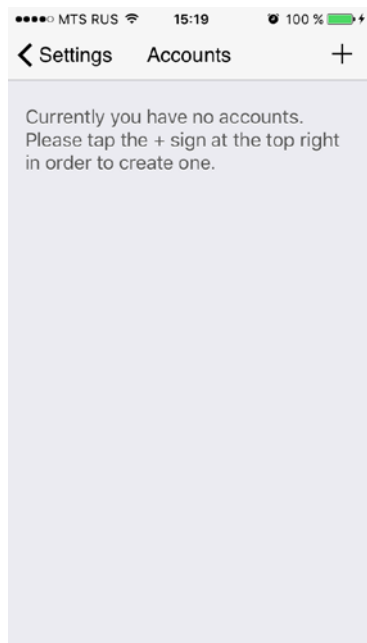 MTS RUS 15:19 100 %
Settings Accounts +
Currently you have no accounts.
Please tap the + sign at the top right
in order to create one.